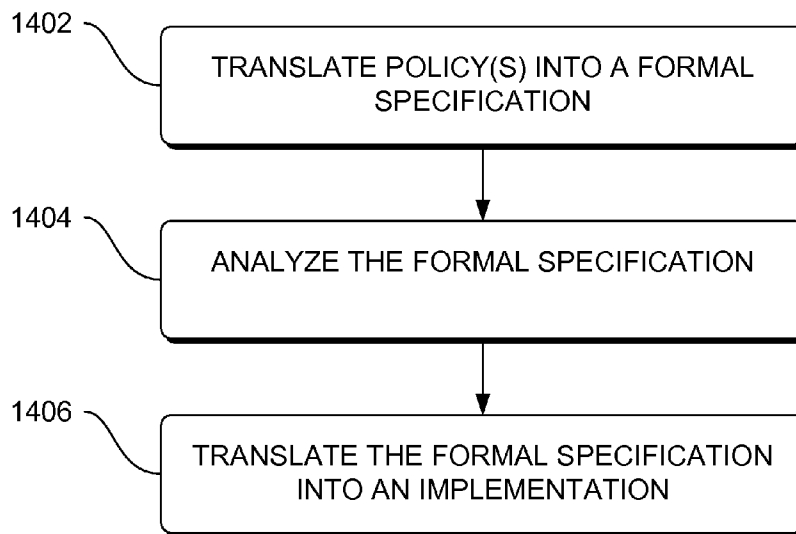 1402
TRANSLATE POLICY(S) INTO A FORMAL
SPECIFICATION
1404
ANALYZE THE FORMAL SPECIFICATION
1406
TRANSLATE THE FORMAL SPECIFICATION
INTO AN IMPLEMENTATION